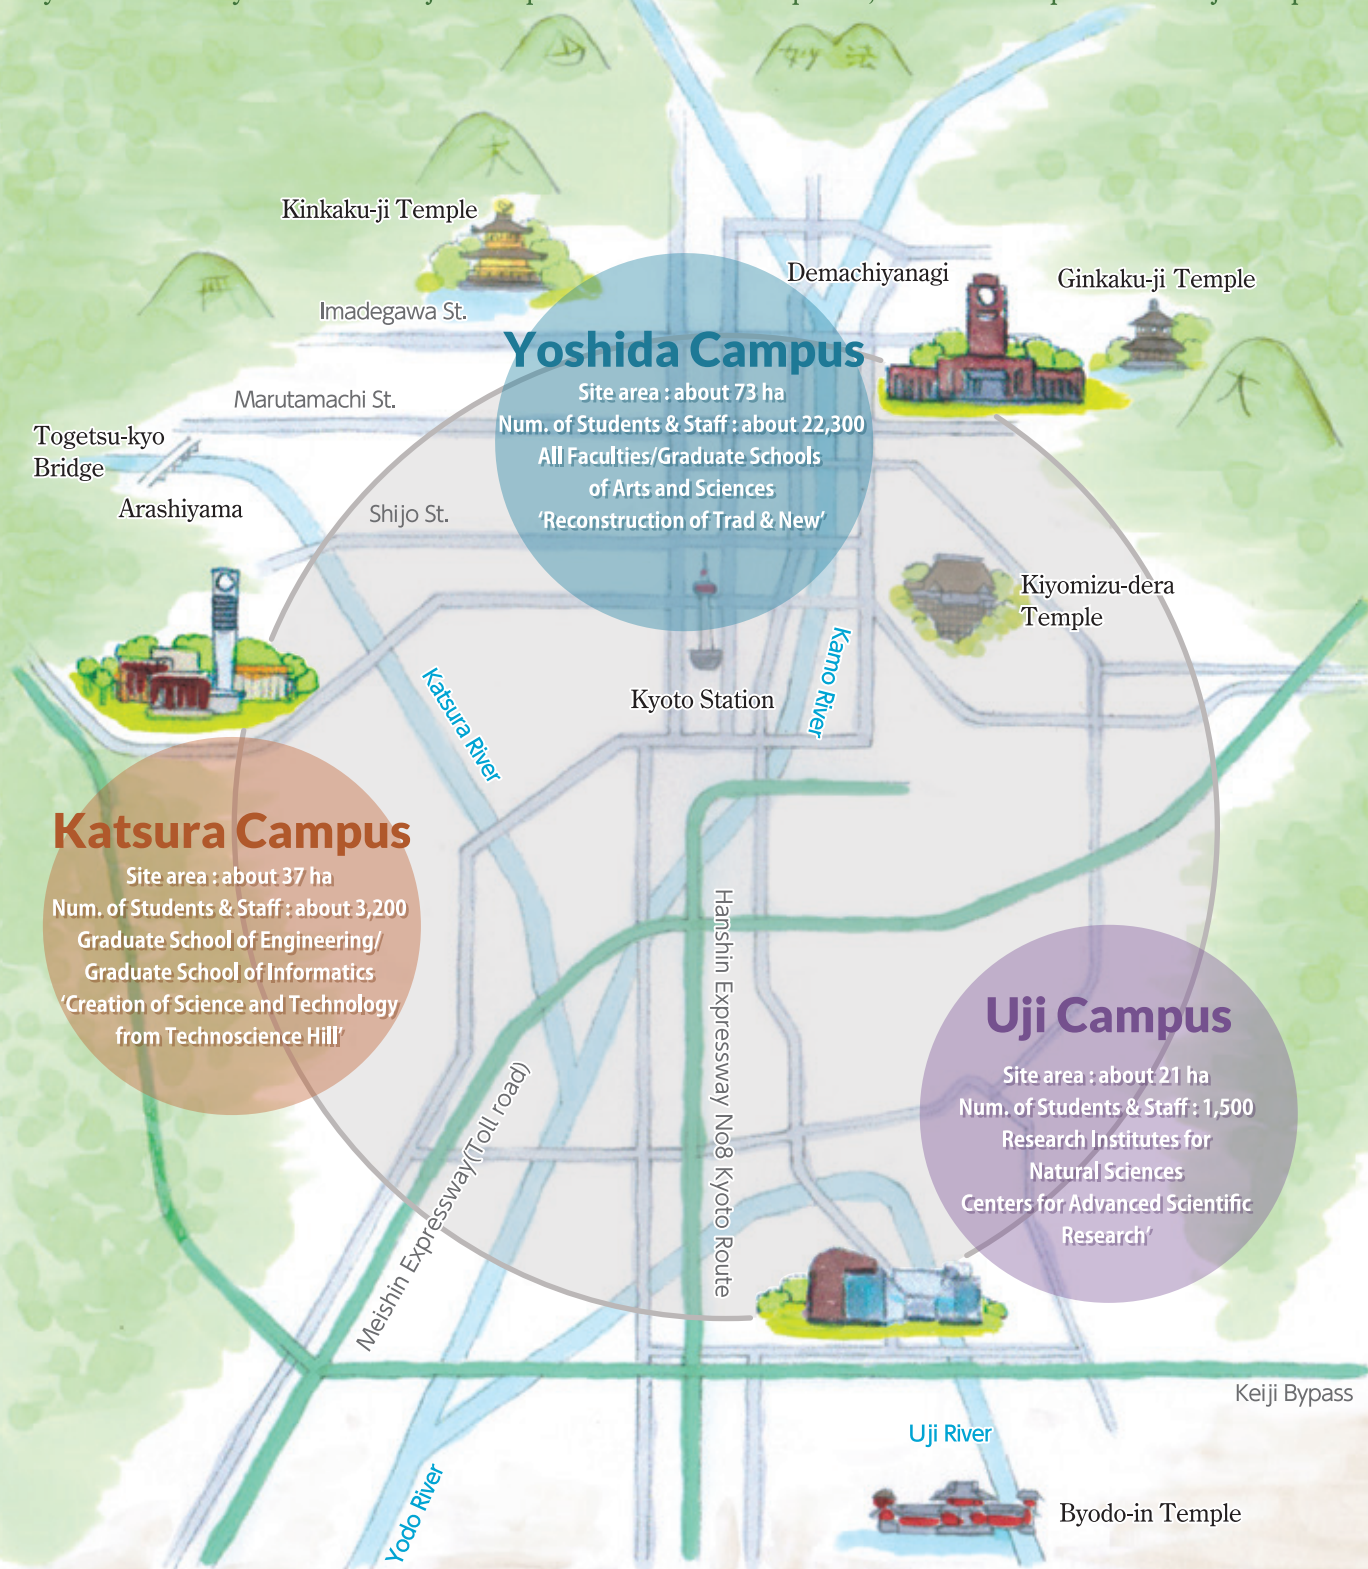 山
妙 法
大
Kinkaku-ji Temple
Demachiyanagi
Ginkaku-ji Temple
Imadegawa St.
Yoshida Campus
Site area : about 73 ha
Num. of Students & Staff : about 22,300
All Faculties/Graduate Schools
of Arts and Sciences
‘Reconstruction of Trad & New’
Marutamachi St.
Togetsu-kyo
Bridge
Arashiyama
Shijo St.
Kiyomizu-dera
Temple
Kamo River
Katsura River
Kyoto Station
Katsura Campus
Site area : about 37 ha
Num. of Students & Staff : about 3,200
Graduate School of Engineering/
Graduate School of Informatics
‘Creation of Science and Technology
from Technoscience Hill’
Hanshin Expressway No8 Kyoto Route
Uji Campus
Site area : about 21 ha
Num. of Students & Staff : 1,500
Research Institutes for
Natural Sciences
Centers for Advanced Scientific
Research’
Meishin Expressway(Toll road)
Keiji Bypass
Uji River
Yodo River
Byodo-in Temple